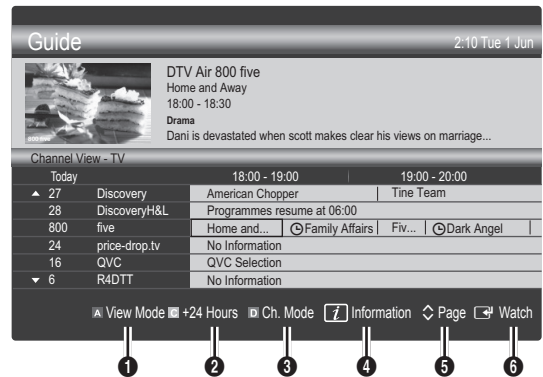 Guide 2:10 Tue 1 Jun
DTV Air 800 five
Home and Away
18:00 - 18:30
Drama
Dani is devastated when scott makes clear his views on marriage...
800 five
Channel View - TV
Today 18:00 - 19:00 19:00 - 20:00
▲ 27 Discovery American Chopper Tine Team
28 DiscoveryH&L Programmes resume at 06:00
800 five Home and... Family Affairs Fiv... Dark Angel
24 price-drop.tv No Information
16 QVC QVC Selection
▼ 6 R4DTT No Information
A View Mode C +24 Hours D Ch. Mode i Information Page Watch
1 2 3 4 5 6